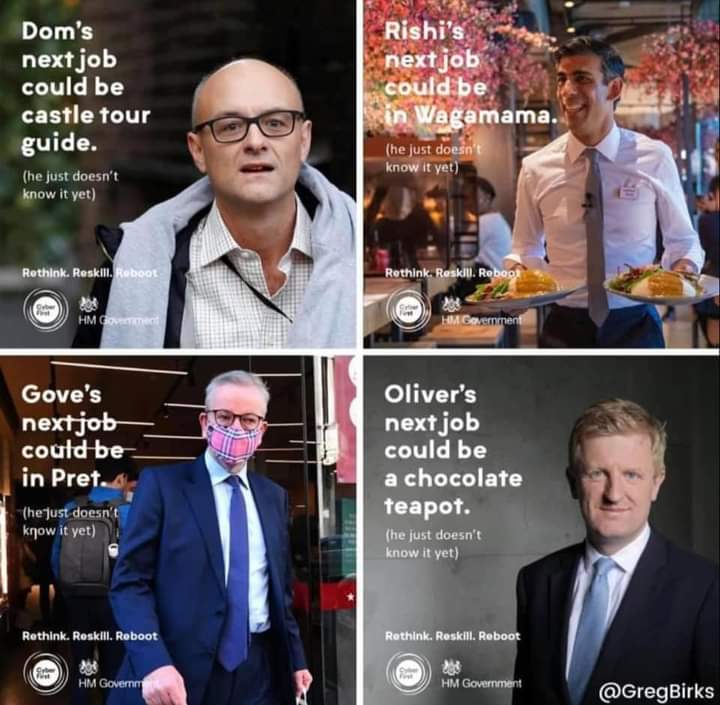 Dom's
next job
could be
castle tour
guide.
(he just doesn't
know it yet)
Rethink. Reskill. Reboot
Cyber
First
HM Government
Rishi's
next job
could be
in Wagamama.
(he just doesn't
know it yet)
Rethink. Reskill. Reboot
Cyber
First
HM Government
Gove's
next job
could be
in Pret.
(he just doesn't
know it yet)
Rethink. Reskill. Reboot
Cyber
First
HM Government
Oliver's
next job
could be
a chocolate
teapot.
(he just doesn't
know it yet)
Rethink. Reskill. Reboot
Cyber
First
HM Government
@GregBirks